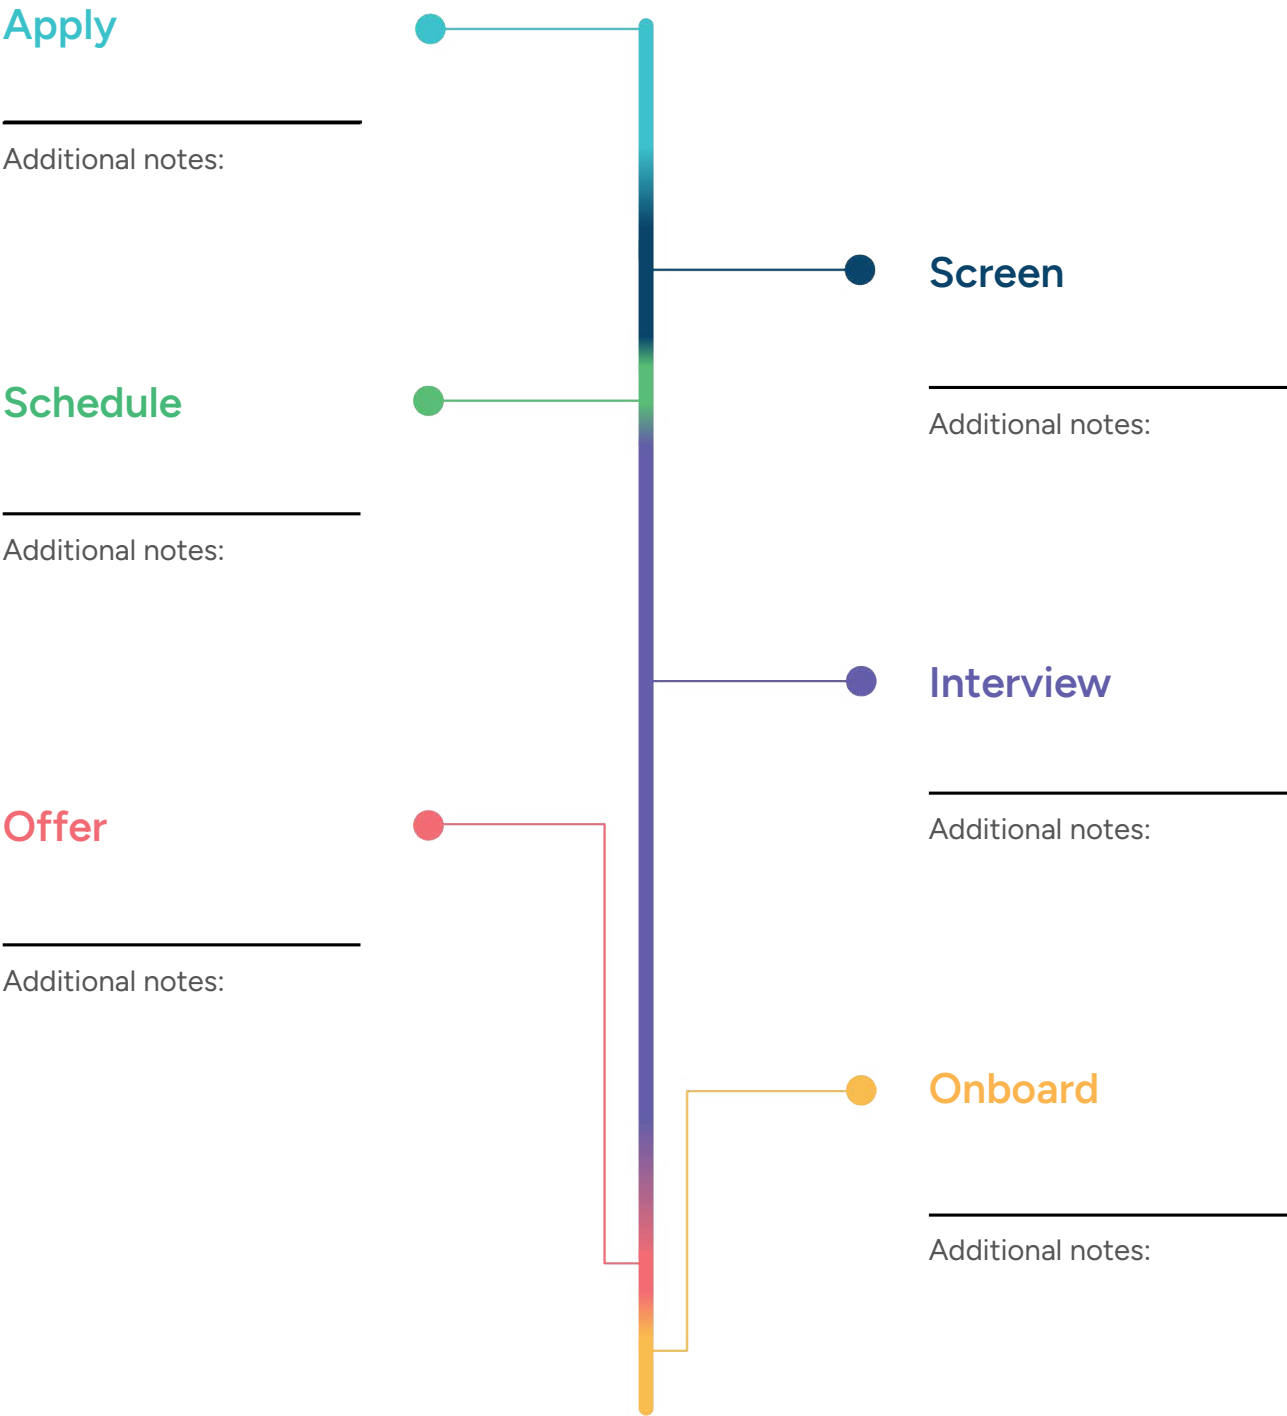 Apply
Additional notes:
Screen
Additional notes:
Schedule
Additional notes:
Interview
Additional notes:
Offer
Additional notes:
Onboard
Additional notes: